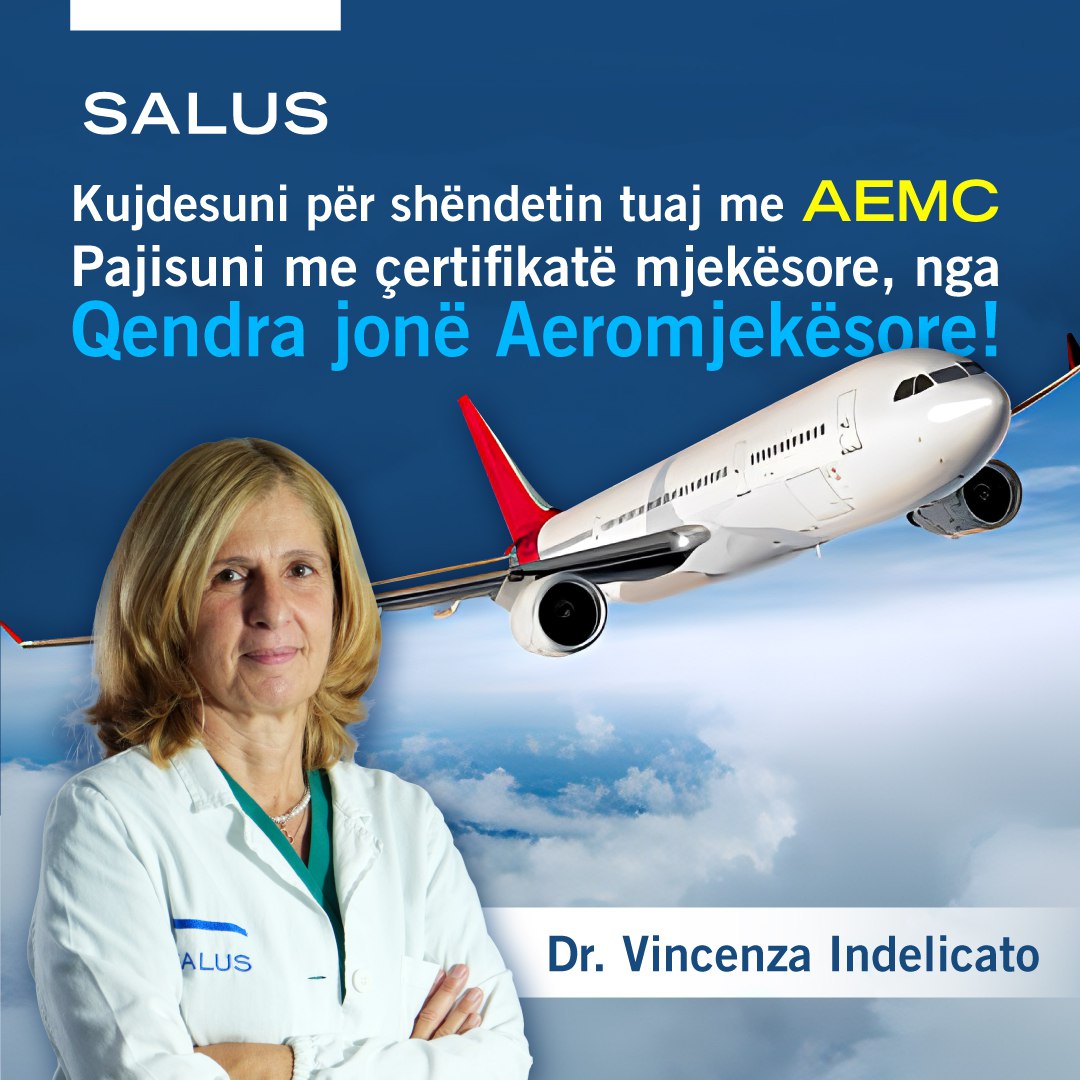 SALUS
Kujdesuni për shëndetin tuaj me AEMC
Pajisuni me çertifikatë mjekësore, nga
Qendra jonë Aeromjekësore!
ALUS
Dr. Vincenza Indelicato